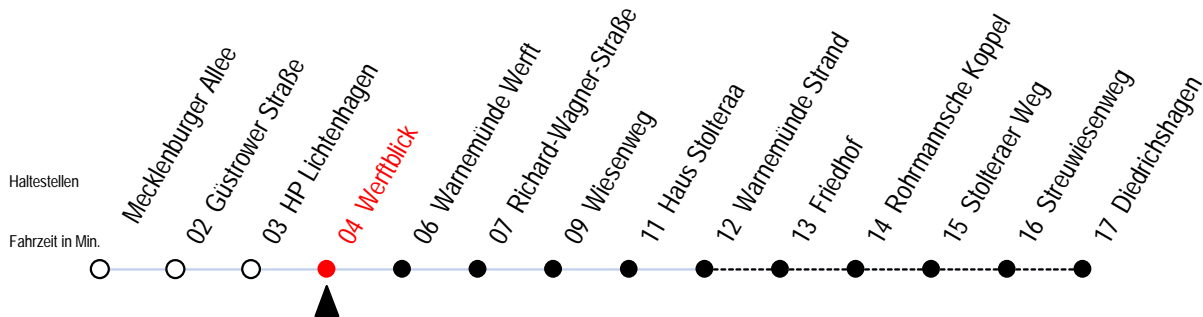 Haltestellen
Fahrzeit in Min.
Mecklenburger Allee
02 Güstrower Straße
03 HP Lichtenhagen
04 Werftblick
06 Warnemünde Werft
07 Richard-Wagner-Straße
09 Wiesenweg
11 Haus Stolteraa
12 Warnemünde Strand
13 Friedhof
14 Rohrmannsche Koppel
15 Stolteraer Weg
16 Streuwiesenweg
17 Diedrichshagen